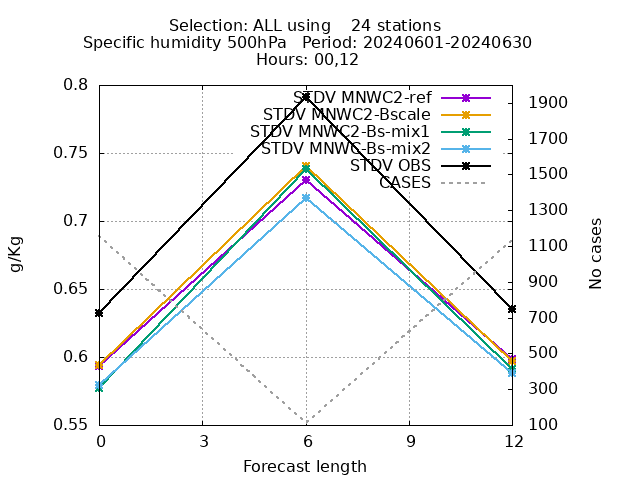 Selection: ALL using    24 stations
Specific humidity 500hPa   Period: 20240601-20240630
Hours: 00,12
STDV MNWC2-ref
STDV MNWC2-Bscale
STDV MNWC2-Bs-mix1
STDV MNWC-Bs-mix2
STDV OBS
CASES
0.8
0.75
0.7
0.65
0.6
0.55
g/Kg
1900
1700
1500
1300
1100
900
700
500
300
100
No cases
0 3 6 9 12
Forecast length